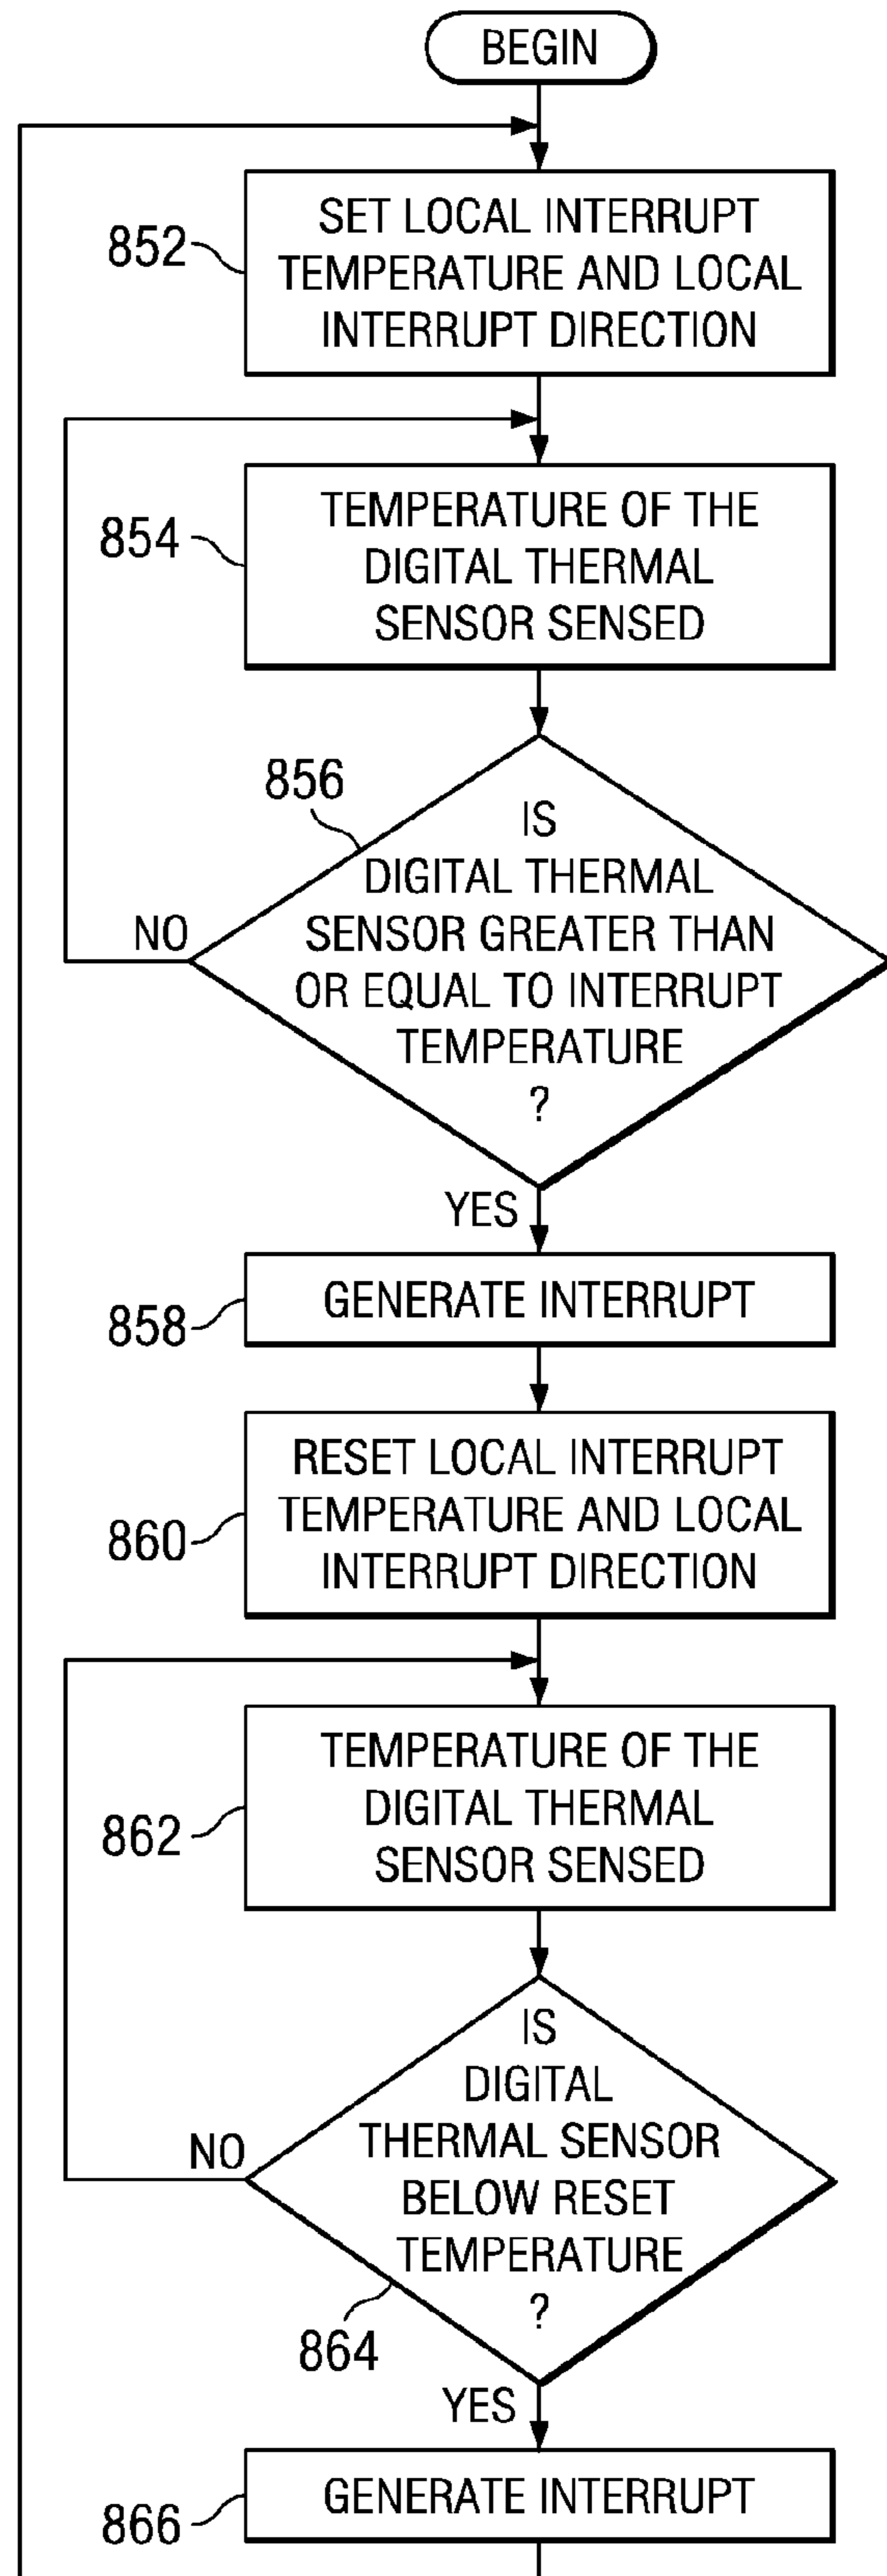 BEGIN
852
SET LOCAL INTERRUPT
TEMPERATURE AND LOCAL
INTERRUPT DIRECTION
854
TEMPERATURE OF THE
DIGITAL THERMAL
SENSOR SENSED
856
IS
DIGITAL THERMAL
SENSOR GREATER THAN
OR EQUAL TO INTERRUPT
TEMPERATURE
?
NO
YES
858
GENERATE INTERRUPT
860
RESET LOCAL INTERRUPT
TEMPERATURE AND LOCAL
INTERRUPT DIRECTION
862
TEMPERATURE OF THE
DIGITAL THERMAL
SENSOR SENSED
IS
DIGITAL
THERMAL SENSOR
BELOW RESET
TEMPERATURE
?
NO
864
YES
866
GENERATE INTERRUPT